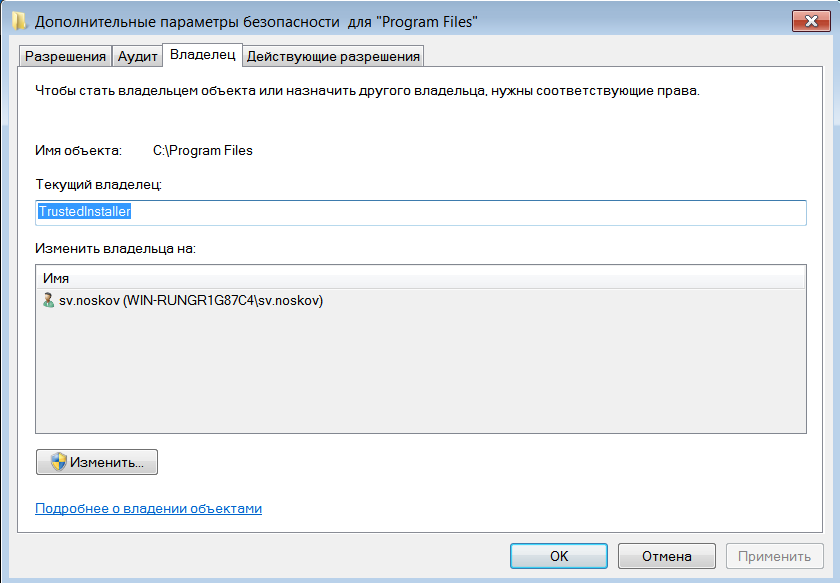 Дополнительные параметры безопасности для "Program Files"
Разрешения Аудит Владелец Действующие разрешения
Чтобы стать владельцем объекта или назначить другого владельца, нужны соответствующие права.
Имя объекта: C:\Program Files
Текущий владелец:
TrustedInstaller
Изменить владельца на:
Имя
sv.noskov (WIN-RUNGR1G87C4\sv.noskov)
Изменить...
Подробнее о владении объектами
OK Отмена Применить